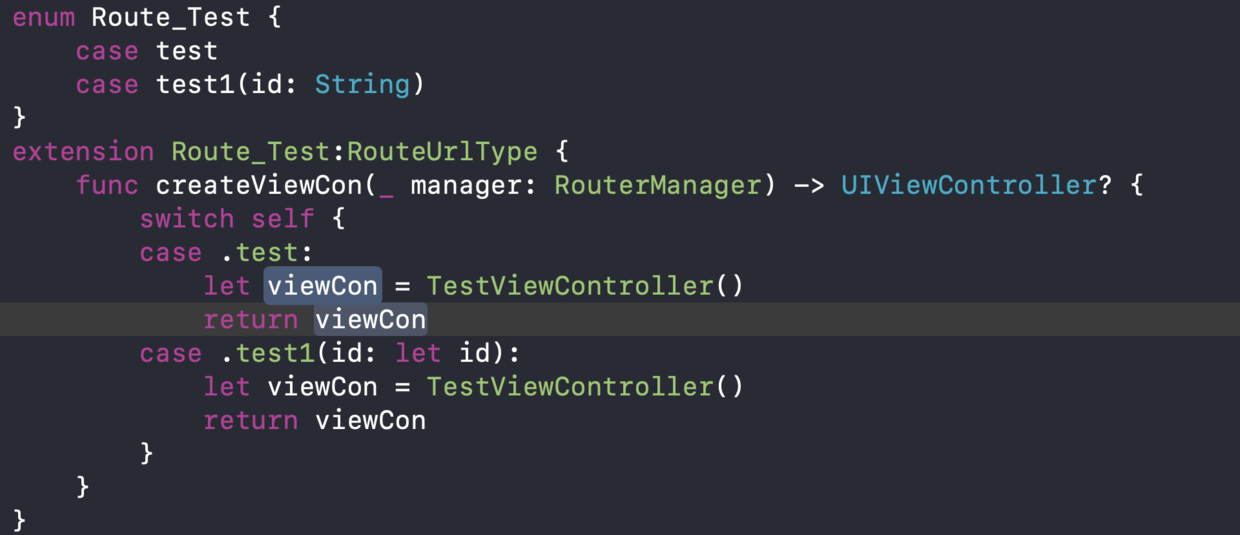 enum Route_Test {
    case test
    case test1(id: String)
}
extension Route_Test:RouteUrlType {
    func createViewCon(_ manager: RouterManager) -> UIViewController? {
        switch self {
        case .test:
            let viewCon = TestViewController()
            return viewCon
        case .test1(id: let id):
            let viewCon = TestViewController()
            return viewCon
        }
    }
}